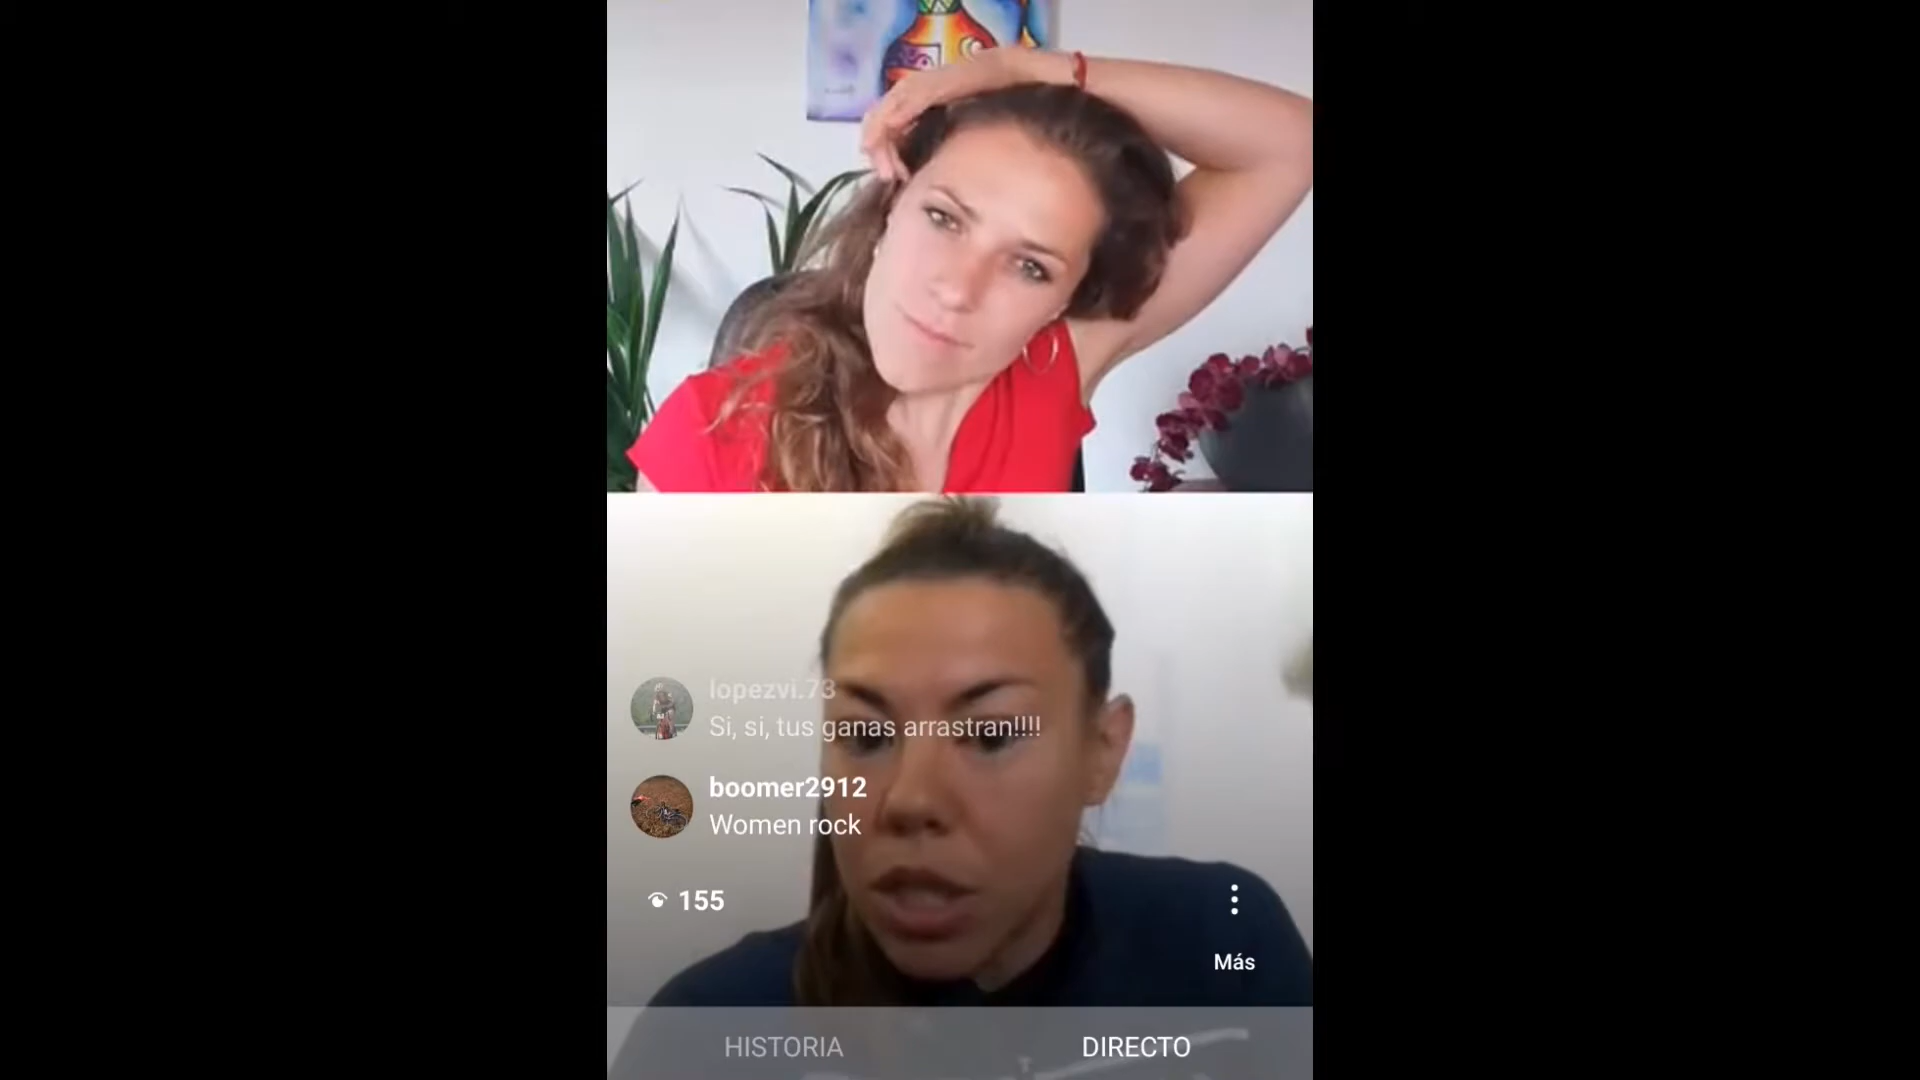 lopezvi.73
Si, si, tus ganas arrastran!!!!
boomer2912
Women rock
155
Más
HISTORIA
DIRECTO